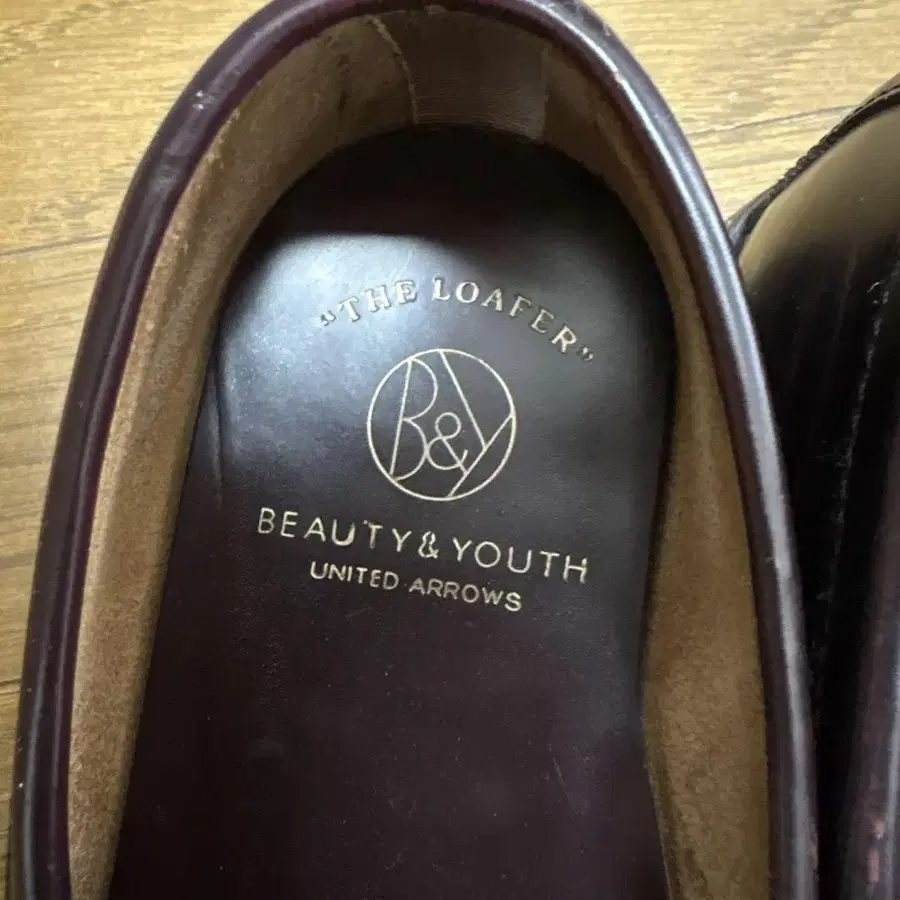 "THE LOAFER"
B&Y
BEAUTY & YOUTH
UNITED ARROWS